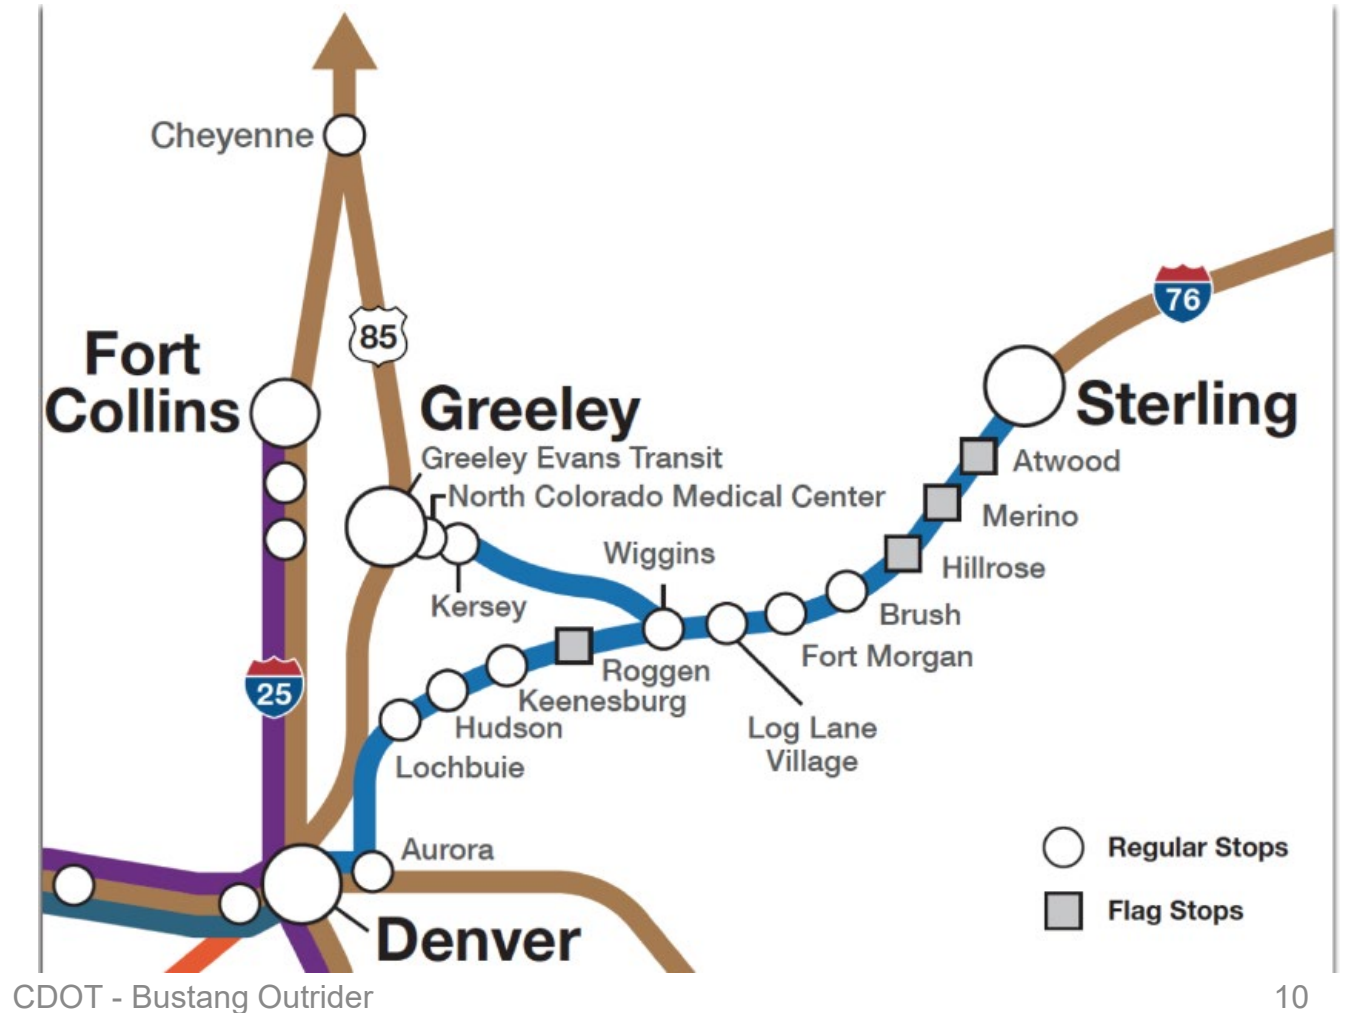 Cheyenne
76
85
Fort
Collins
Greeley
Sterling
Greeley Evans Transit
Atwood
North Colorado Medical Center
Merino
Wiggins
Hillrose
Kersey
Brush
Fort Morgan
Roggen
25
Keenesburg
Hudson
Log Lane
Village
Lochbuie
Aurora
Regular Stops
Flag Stops
Denver
CDOT - Bustang Outrider
10